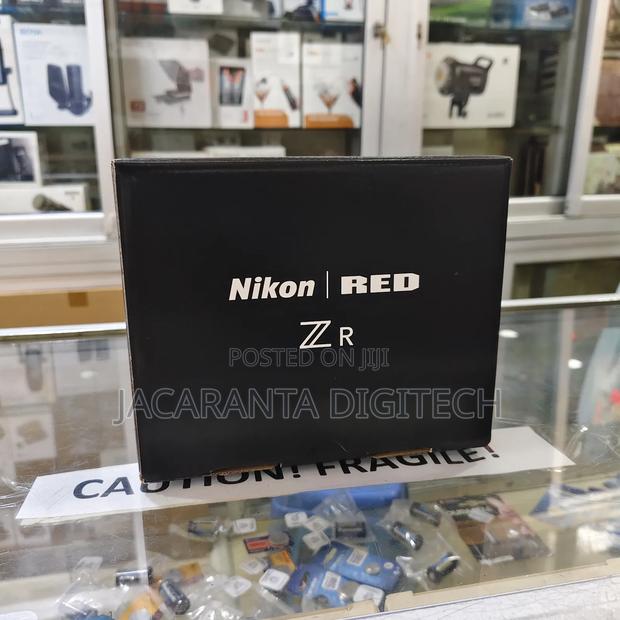 Nikon | RED
Z R
POSTED ON JIJI
JACARANTA DIGITECH
CAUTION! FRAGILE!